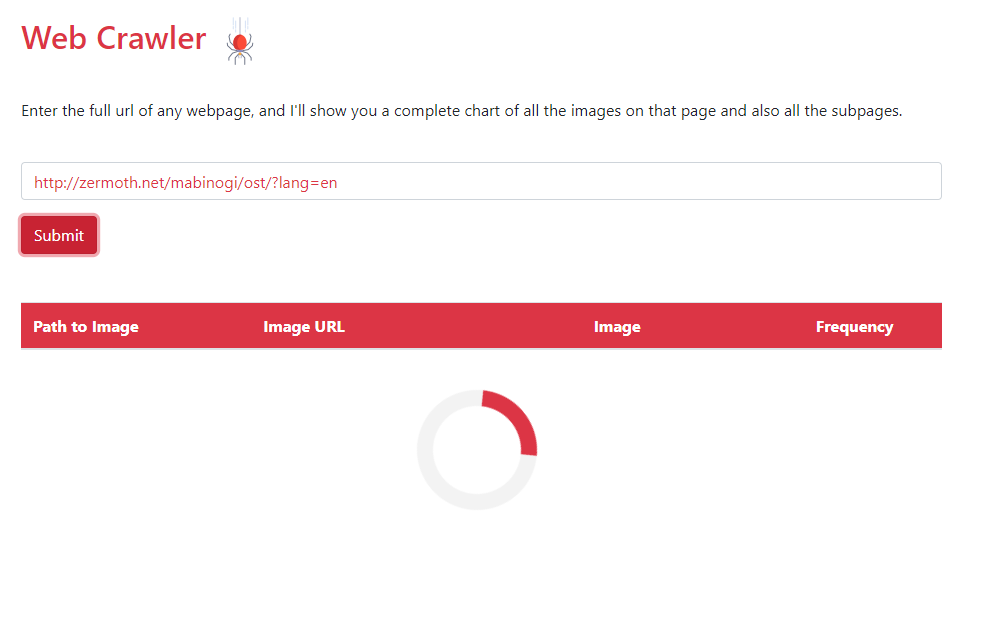 Web Crawler
Enter the full url of any webpage, and I'll show you a complete chart of all the images on that page and also all the subpages.
http://zermoth.net/mabinogi/ost/?lang=en
Submit
Path to Image Image URL Image Frequency